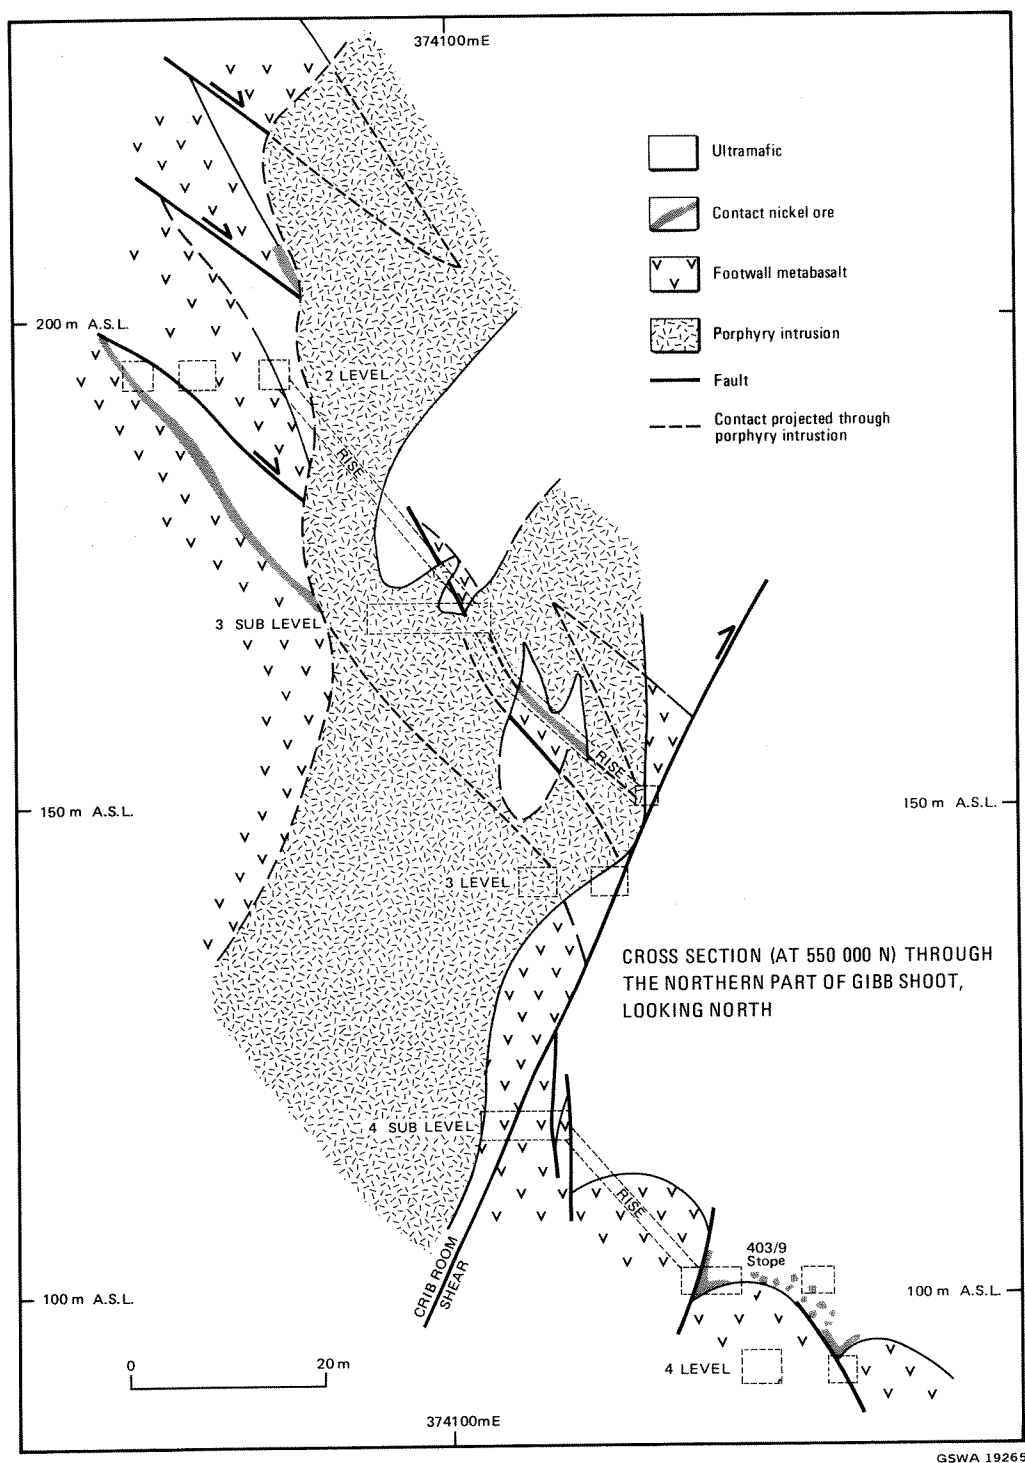 374100mE
Ultramafic
Contact nickel ore
Footwall metabasalt
Porphyry intrusion
Fault
Contact projected through
porphyry intrustion
200 m A.S.L.
2 LEVEL
RISE
3 SUB LEVEL
RISE
150 m A.S.L.
150 m A.S.L.
3 LEVEL
CROSS SECTION (AT 550 000 N) THROUGH
THE NORTHERN PART OF GIBB SHOOT,
LOOKING NORTH
4 SUB LEVEL
RISE
CRIB ROOM
SHEAR
403/9
Stope
100 m A.S.L.
100 m A.S.L.
4 LEVEL
0
20 m
374100mE
GSWA 19265